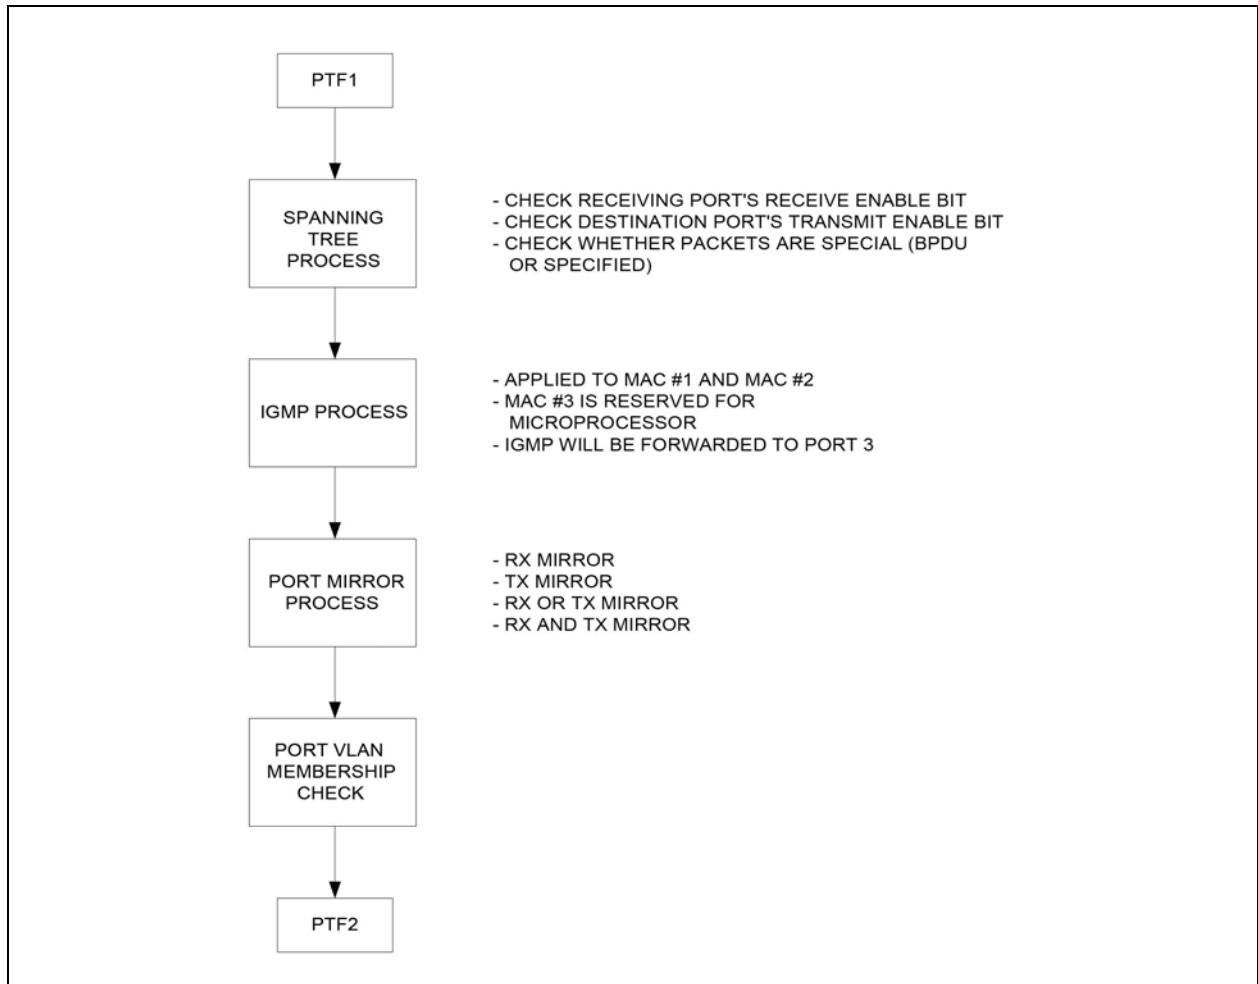 PTF1
SPANNING
TREE
PROCESS
- CHECK RECEIVING PORT'S RECEIVE ENABLE BIT
- CHECK DESTINATION PORT'S TRANSMIT ENABLE BIT
- CHECK WHETHER PACKETS ARE SPECIAL (BPDU
OR SPECIFIED)
IGMP PROCESS
- APPLIED TO MAC #1 AND MAC #2
- MAC #3 IS RESERVED FOR
MICROPROCESSOR
- IGMP WILL BE FORWARDED TO PORT 3
PORT MIRROR
PROCESS
- RX MIRROR
- TX MIRROR
- RX OR TX MIRROR
- RX AND TX MIRROR
PORT VLAN
MEMBERSHIP
CHECK
PTF2